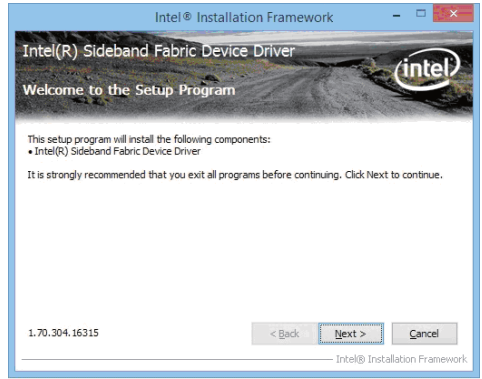 Intel® Installation Framework
Intel(R) Sideband Fabric Device Driver
Welcome to the Setup Program
intel
This setup program will install the following components:
• Intel(R) Sideband Fabric Device Driver
It is strongly recommended that you exit all programs before continuing. Click Next to continue.
1.70.304.16315
< Back
Next >
Cancel
Intel® Installation Framework